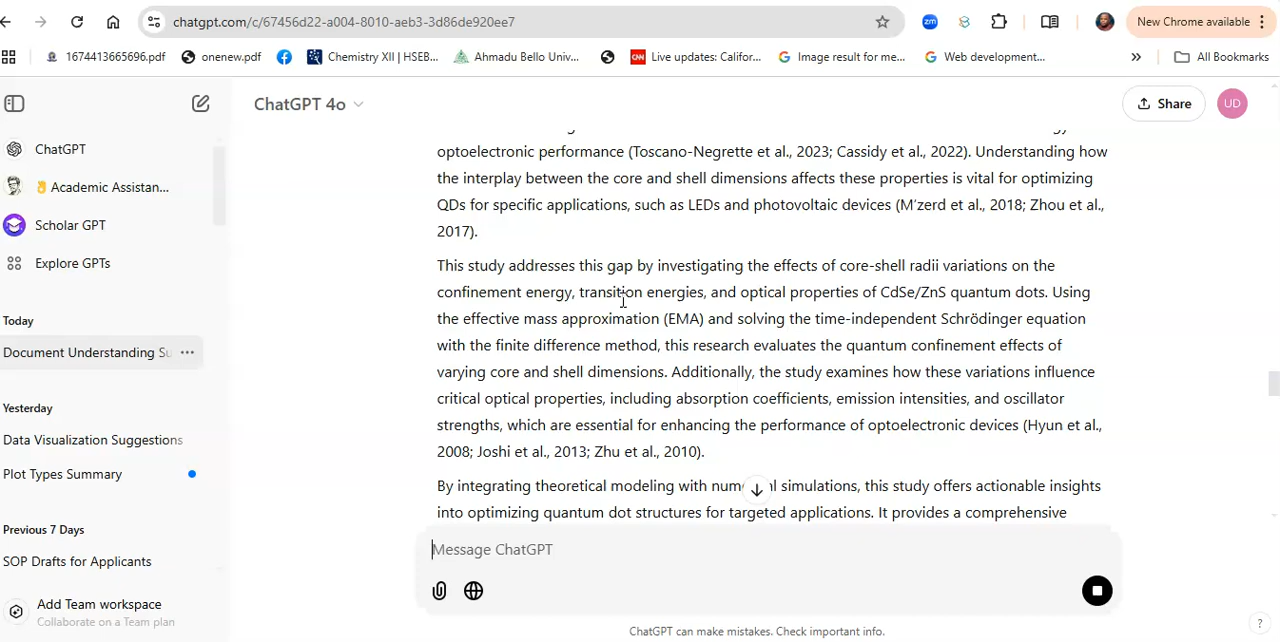 chatgpt.com/c/67456d22-a004-8010-aeb3-3d86de920ee7
zm
New Chrome available
1674413665696.pdf
onenew.pdf
Chemistry XII | HSEB...
Ahmadu Bello Univ...
CNN
Live updates: Califor...
Image result for me...
Web development...
»
All Bookmarks
ChatGPT 4o
Share
UD
ChatGPT
Academic Assistan...
Scholar GPT
Explore GPTs
Today
Document Understanding Su
Yesterday
Data Visualization Suggestions
Plot Types Summary
Previous 7 Days
SOP Drafts for Applicants
Add Team workspace
Collaborate on a Team plan
optoelectronic performance (Toscano-Negrette et al., 2023; Cassidy et al., 2022). Understanding how
the interplay between the core and shell dimensions affects these properties is vital for optimizing
QDs for specific applications, such as LEDs and photovoltaic devices (M'zerd et al., 2018; Zhou et al.,
2017).
This study addresses this gap by investigating the effects of core-shell radii variations on the
confinement energy, transition energies, and optical properties of CdSe/ZnS quantum dots. Using
the effective mass approximation (EMA) and solving the time-independent Schrödinger equation
with the finite difference method, this research evaluates the quantum confinement effects of
varying core and shell dimensions. Additionally, the study examines how these variations influence
critical optical properties, including absorption coefficients, emission intensities, and oscillator
strengths, which are essential for enhancing the performance of optoelectronic devices (Hyun et al.,
2008; Joshi et al., 2013; Zhu et al., 2010).
By integrating theoretical modeling with simulations, this study offers actionable insights
into optimizing quantum dot structures for targeted applications. It provides a comprehensive
Message ChatGPT
ChatGPT can make mistakes. Check important info.
?